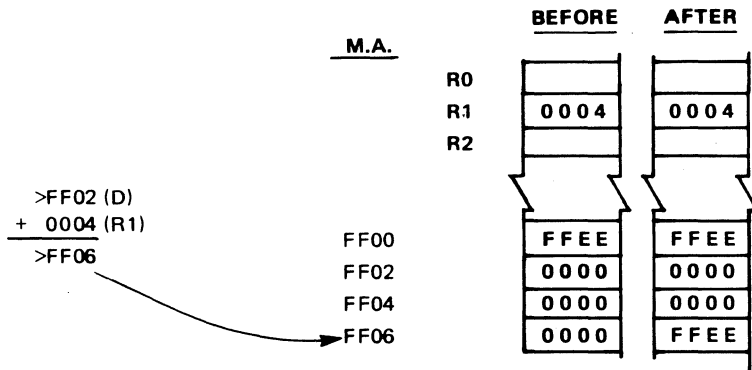 BEFORE AFTER
M.A.
R0
R1 0004 0004
R2
>FF02 (D)
+ 0004 (R1)
>FF06
FF00 FFEE FFEE
FF02 0000 0000
FF04 0000 0000
FF06 0000 FFEE